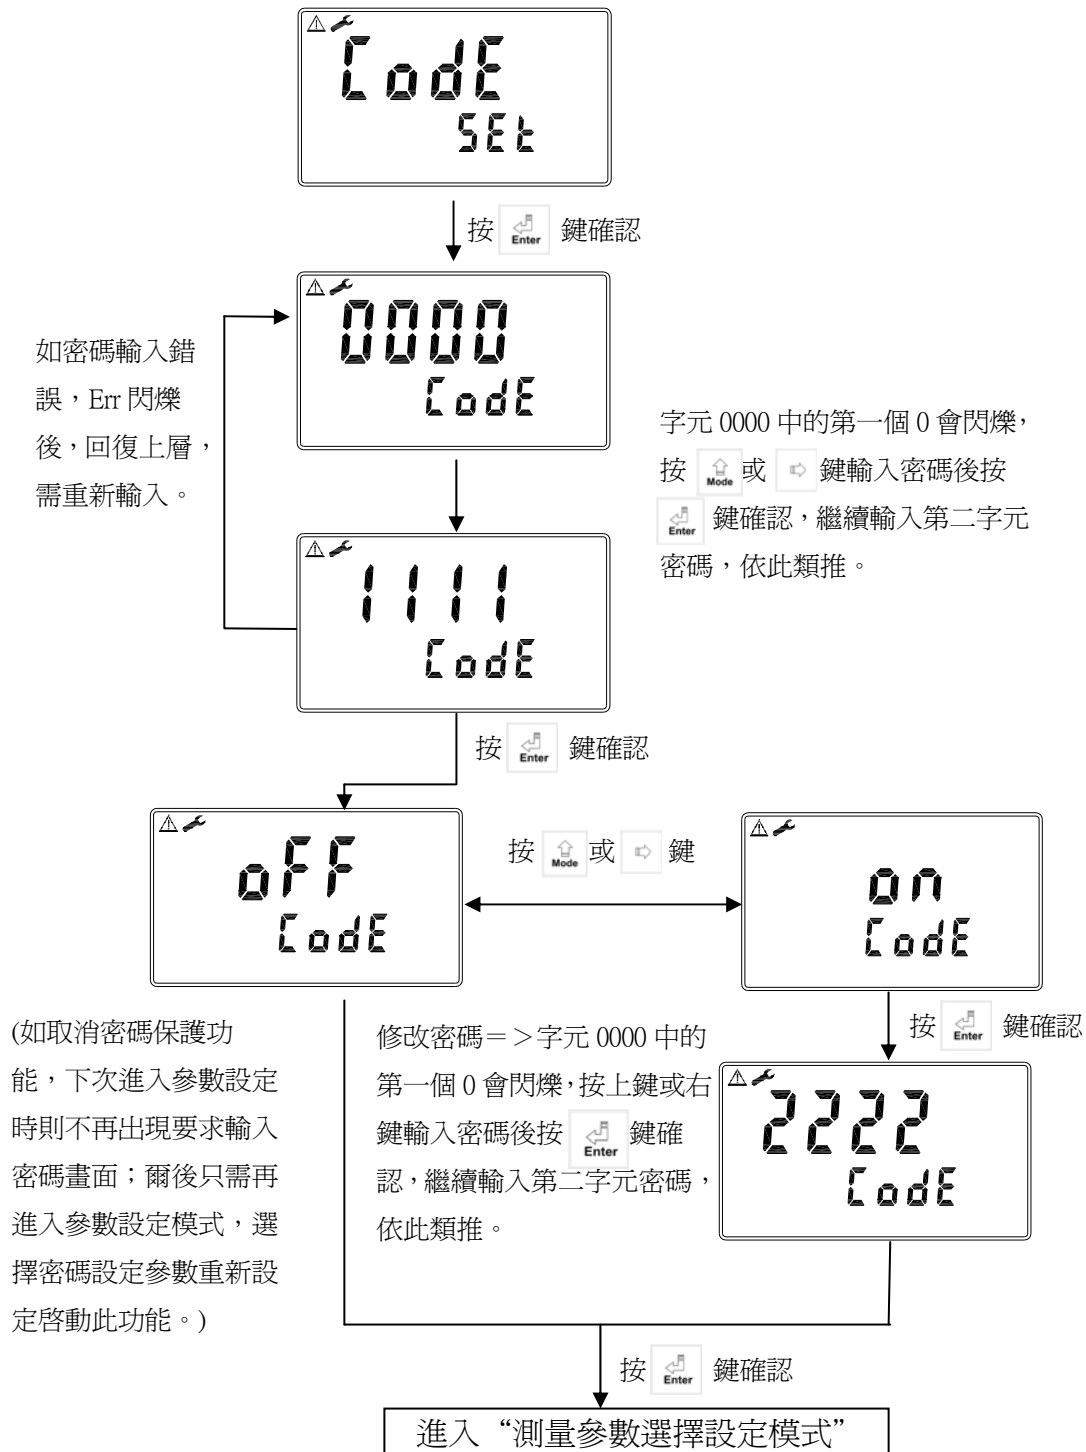 CodE
SEt
按 Enter 鍵確認
0000
CodE
如密碼輸入錯
誤，Err 閃爍
後，回復上層，
需重新輸入。
字元 0000 中的第一個 0 會閃爍，
按 Mode 或 鍵輸入密碼後按
Enter 鍵確認，繼續輸入第二字元
密碼，依此類推。
1111
CodE
按 Enter 鍵確認
oFF
CodE
按 Mode 或 鍵
on
CodE
按 Enter 鍵確認
(如取消密碼保護功
能，下次進入參數設定
時則不再出現要求輸入
密碼畫面；爾後只需再
進入參數設定模式，選
擇密碼設定參數重新設
定啓動此功能。)
修改密碼＝＞字元 0000 中的
第一個 0 會閃爍，按上鍵或右
鍵輸入密碼後按 Enter 鍵確
認，繼續輸入第二字元密碼，
依此類推。
2222
CodE
按 Enter 鍵確認
進入“測量參數選擇設定模式”